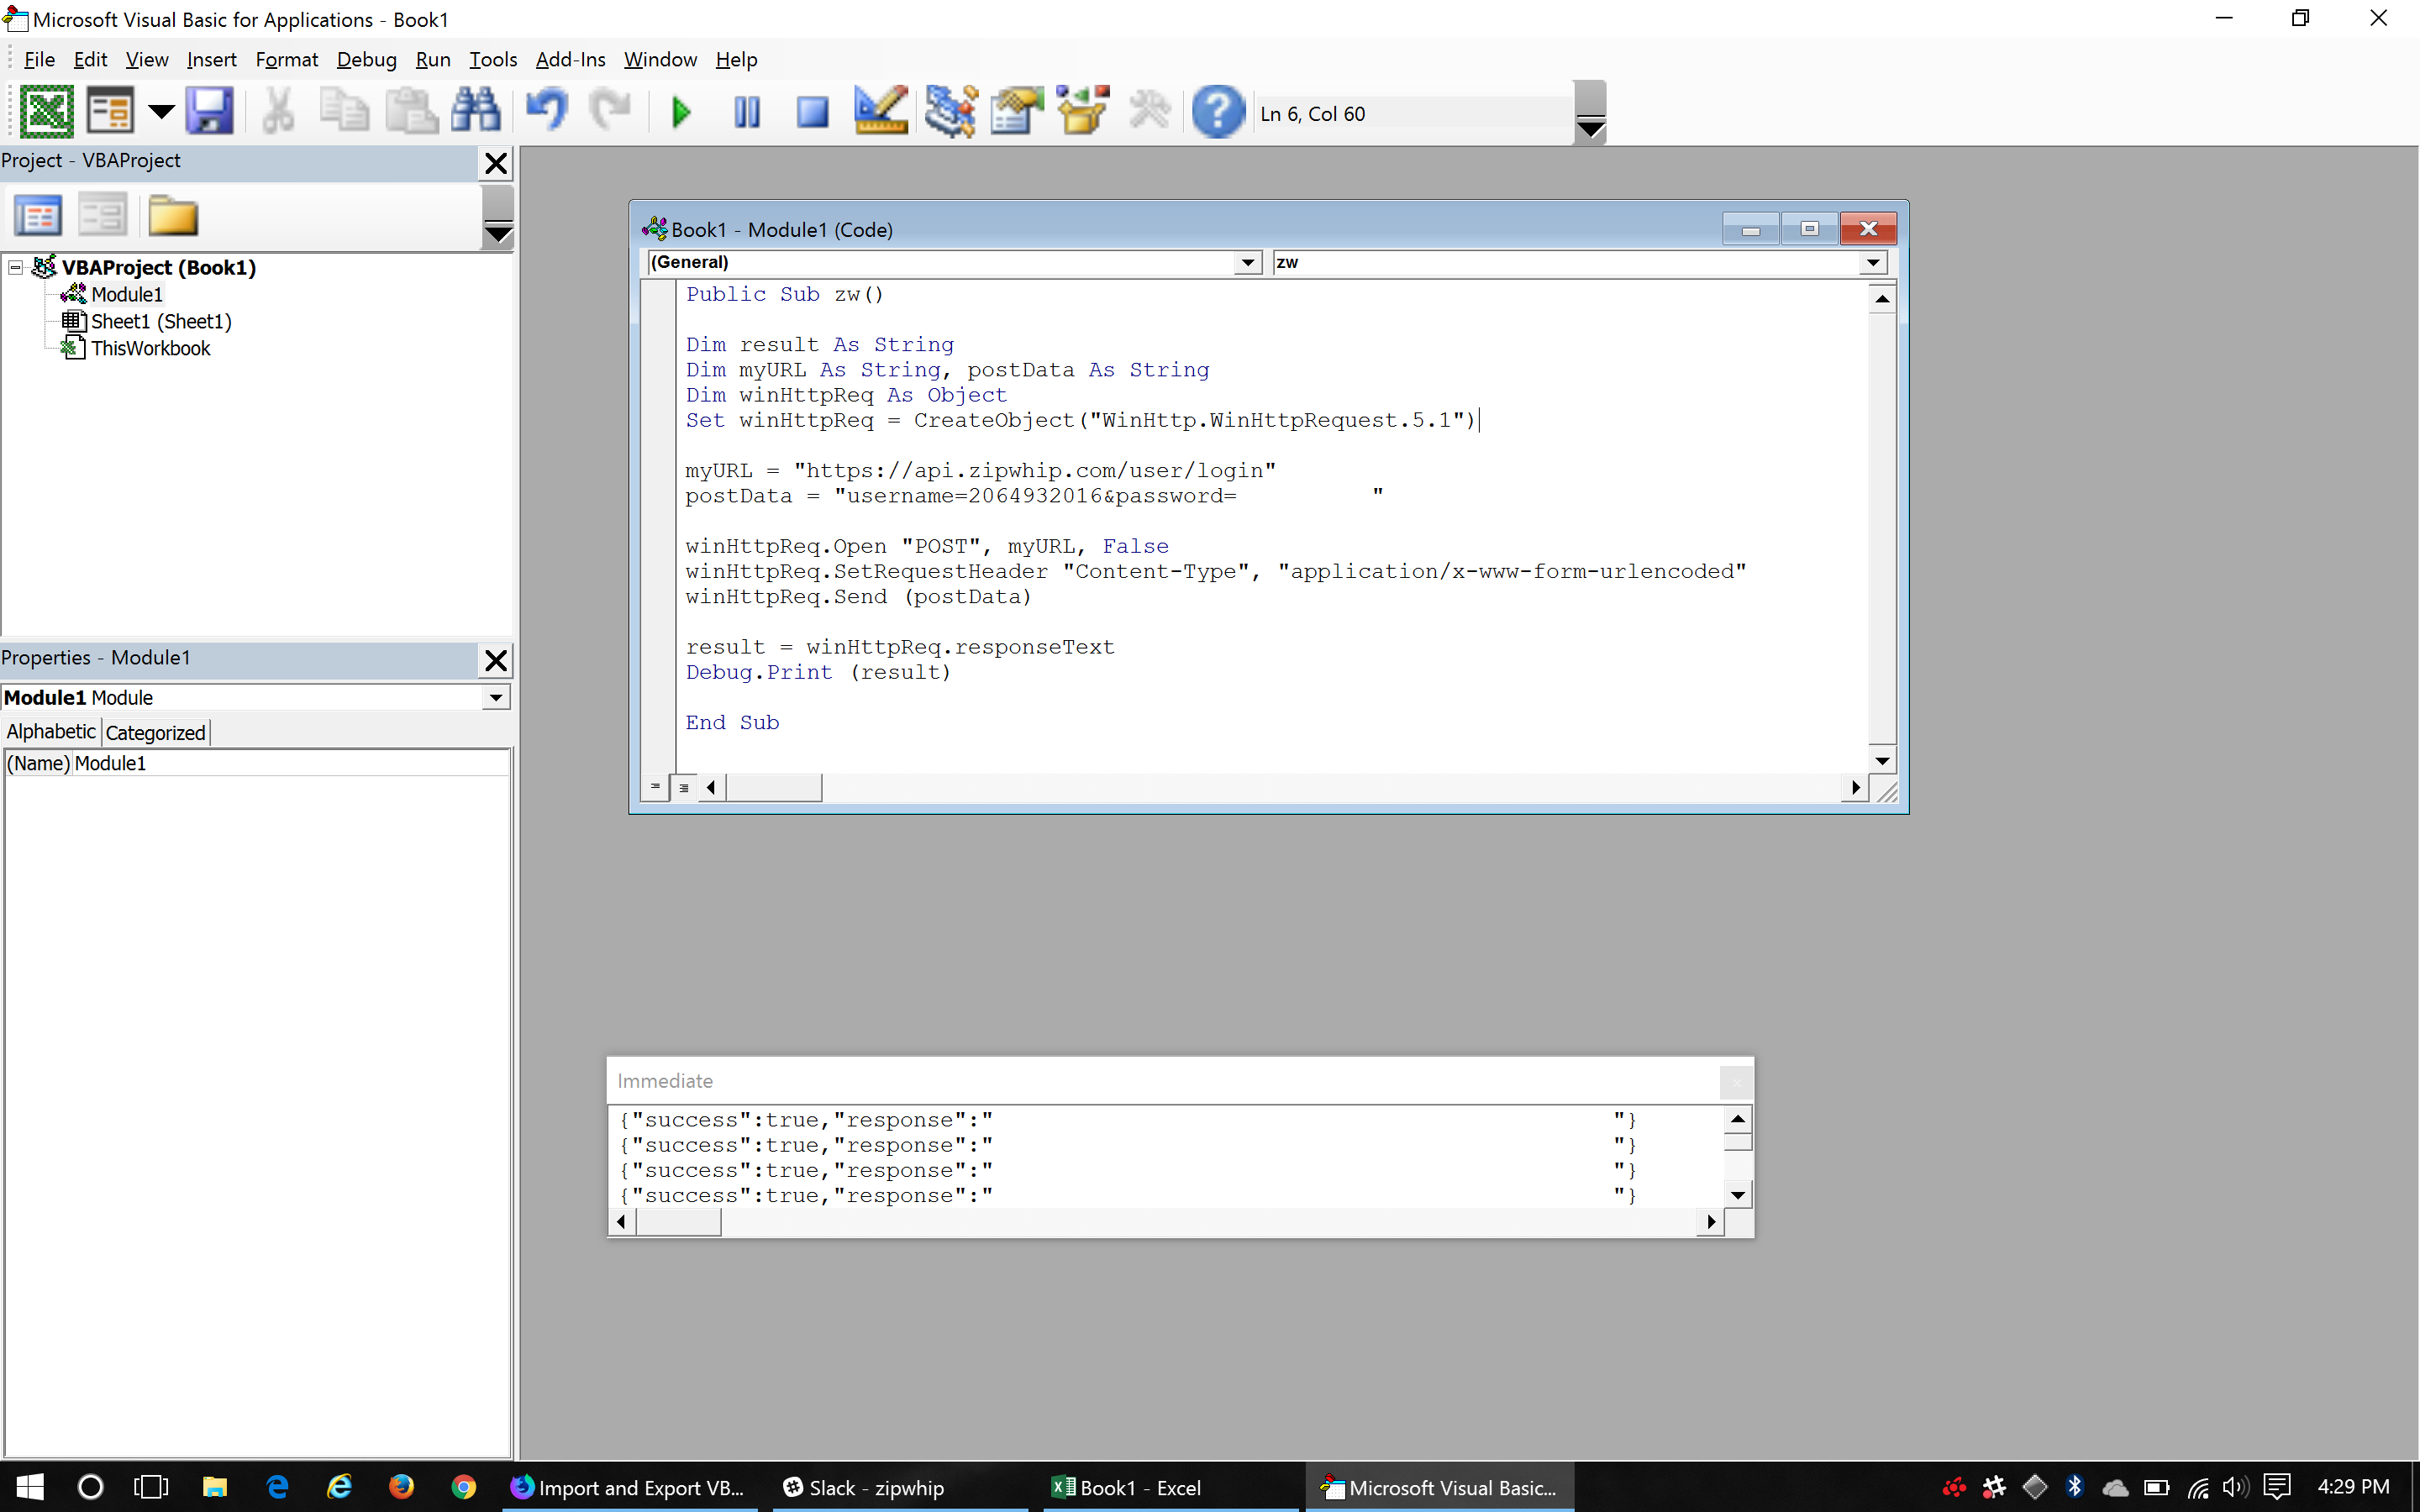 Microsoft Visual Basic for Applications - Book1
File Edit View Insert Format Debug Run Tools Add-Ins Window Help
Ln 6, Col 60
Project - VBAProject
VBAProject (Book1)
Module1
Sheet1 (Sheet1)
ThisWorkbook
Properties - Module1
Module1 Module
Alphabetic Categorized
(Name) Module1
Book1 - Module1 (Code)
(General) zw
Public Sub zw()
Dim result As String
Dim myURL As String, postData As String
Dim winHttpReq As Object
Set winHttpReq = CreateObject("WinHttp.WinHttpRequest.5.1")
myURL = "https://api.zipwhip.com/user/login"
postData = "username=2064932016&password= "
winHttpReq.Open "POST", myURL, False
winHttpReq.SetRequestHeader "Content-Type", "application/x-www-form-urlencoded"
winHttpReq.Send (postData)
result = winHttpReq.responseText
Debug.Print (result)
End Sub
Immediate
{"success":true,"response":" "}
{"success":true,"response":" "}
{"success":true,"response":" "}
{"success":true,"response":" "}
Import and Export VB... Slack - zipwhip Book1 - Excel Microsoft Visual Basic... 4:29 PM